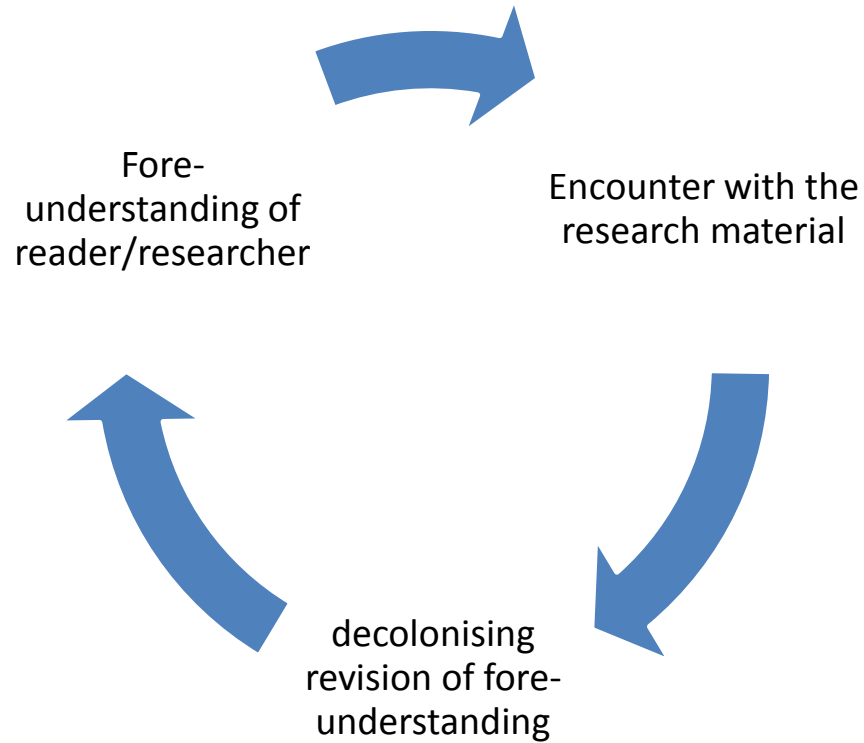 Fore-
understanding of
reader/researcher
Encounter with the
research material
decolonising
revision of fore-
understanding